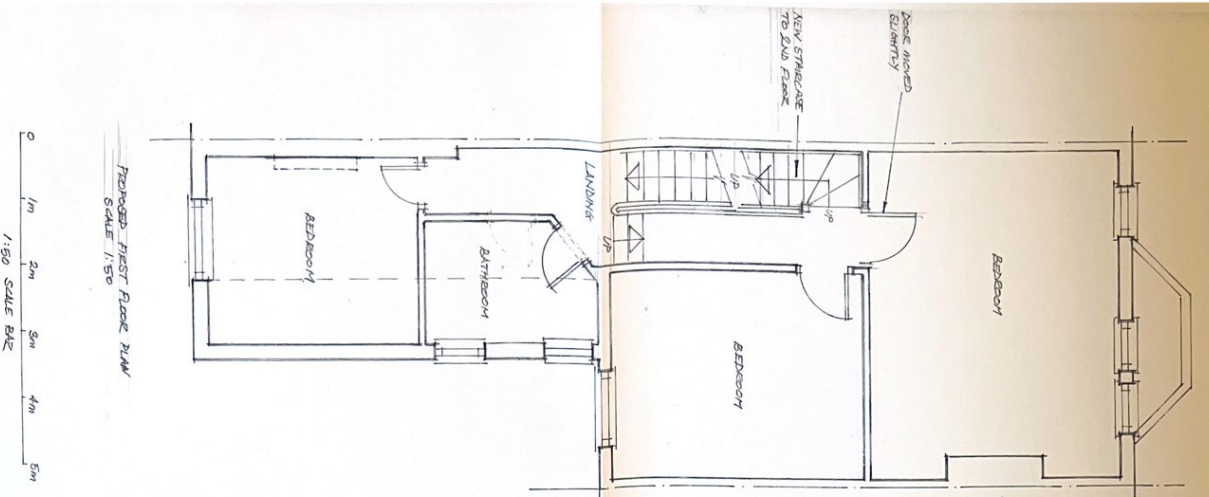 DOOR MOVED
SLIGHTLY
NEW STAIRCASE
TO 2ND FLOOR
BEDROOM
UP
UP
UP
UP
LANDING
BEDROOM
BATHROOM
BEDROOM
PROPOSED FIRST FLOOR PLAN
SCALE 1:50
0 1m 2m 3m 4m 5m
1:50 SCALE BAR